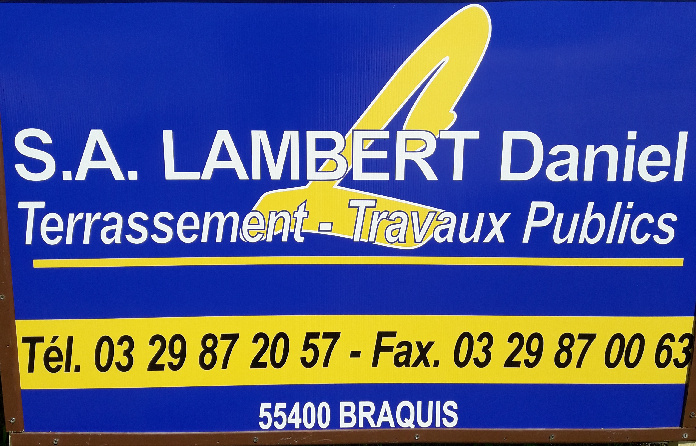 S.A. LAMBERT Daniel
Terrassement - Travaux Publics
Tél. 03 29 87 20 57 - Fax. 03 29 87 00 63
55400 BRAQUIS